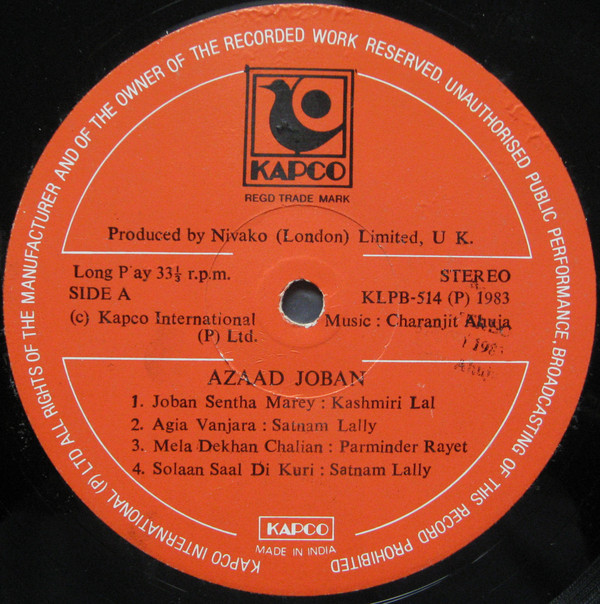 KAPCO INTERNATIONAL (P) LTD ALL RIGHTS OF THE MANUFACTURER AND OF THE OWNER OF THE RECORDED WORK RESERVED. UNAUTHORISED PUBLIC PERFORMANCE, BROADCASTING OF THIS RECORD PROHIBITED
KAPCO
REGD TRADE MARK
Produced by Nivako (London) Limited, U K.
Long P ay 33⅓ r.p.m.
STEREO
SIDE A
KLPB-514 (P) 1983
(c) Kapco International
(P) Ltd.
Music : Charanjit Ahuja
AZAAD JOBAN
1. Joban Sentha Marey : Kashmiri Lal
2. Agia Vanjara : Satnam Lally
3. Mela Dekhan Chalian : Parminder Rayet
4. Solaan Saal Di Kuri : Satnam Lally
KAPCO
MADE IN INDIA